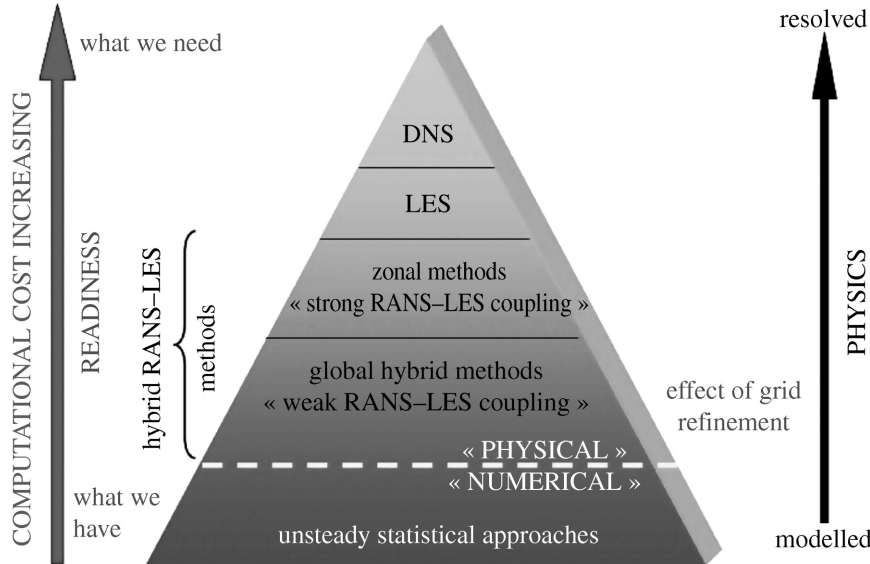 resolved
what we need
DNS
LES
zonal methods
« strong RANS–LES coupling »
global hybrid methods
« weak RANS–LES coupling »
effect of grid
refinement
« PHYSICAL »
« NUMERICAL »
what we
have
unsteady statistical approaches
modelled
COMPUTATIONAL COST INCREASING
READINESS
hybrid RANS–LES
methods
PHYSICS